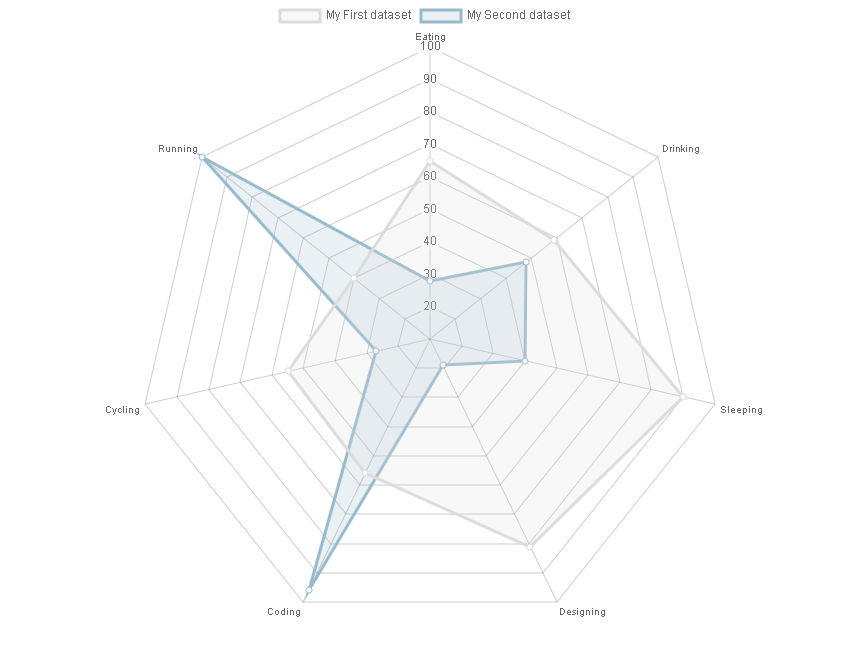 My First dataset My Second dataset
Eating
100
90
80
70
60
50
40
30
20
Running
Drinking
Cycling
Sleeping
Coding
Designing